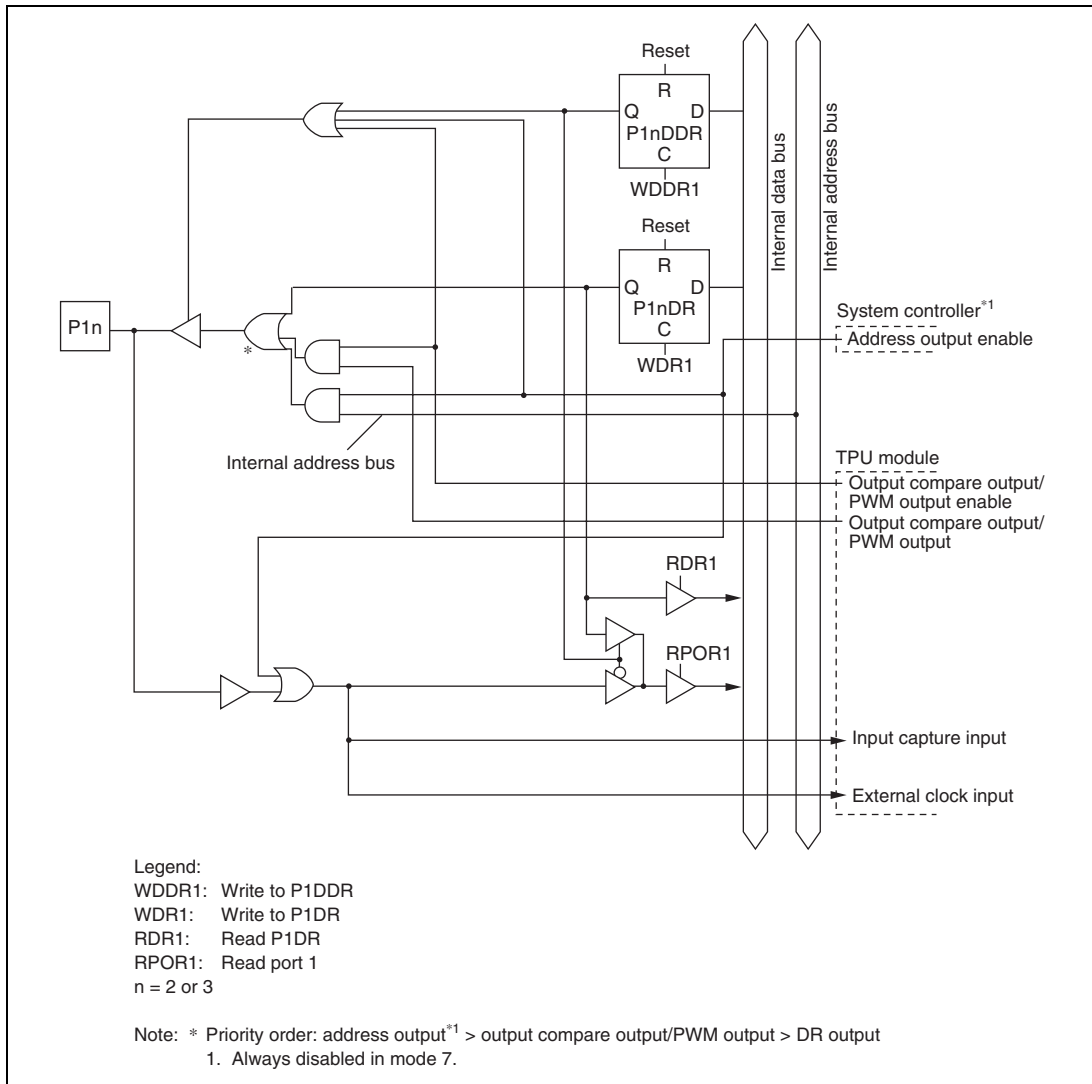 Reset
R
Q D
P1nDDR
C
WDDR1
Reset
R
Q D
P1nDR
C
WDR1
Internal data bus
Internal address bus
System controller*1
Address output enable
P1n
*
Internal address bus
TPU module
Output compare output/
PWM output enable
Output compare output/
PWM output
RDR1
RPOR1
Input capture input
External clock input
Legend:
WDDR1: Write to P1DDR
WDR1: Write to P1DR
RDR1: Read P1DR
RPOR1: Read port 1
n = 2 or 3
Note: * Priority order: address output*1 > output compare output/PWM output > DR output
1. Always disabled in mode 7.